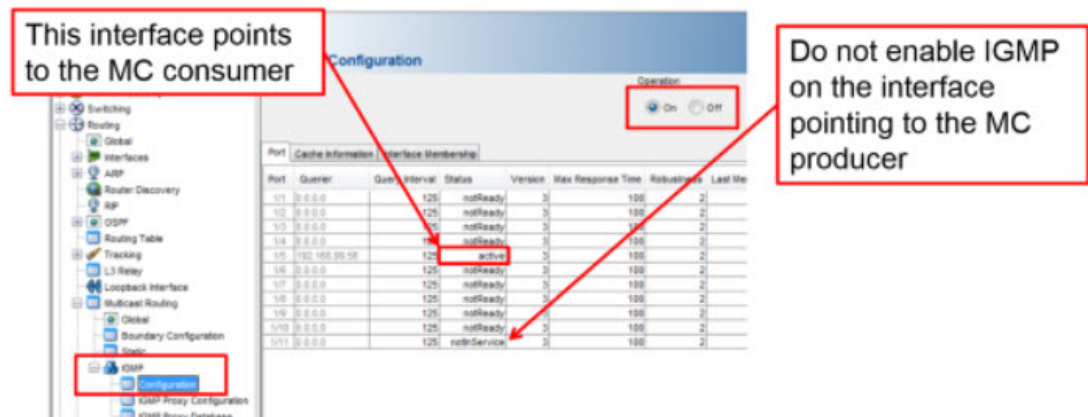 This interface points
to the MC consumer
Configuration
Operation
On Off
Do not enable IGMP
on the interface
pointing to the MC
producer
Switching
Routing
Global
Interfaces
ARP
Router Discovery
RIP
OSPF
Routing Table
Tracking
L3 Relay
Loopback Interface
Multicast Routing
Global
Boundary Configuration
Static
IGMP
Configuration
IGMP Proxy Configuration
IGMP Proxy Database
Port Cache Information Interface Membership
Port Querier Query Interval Status Version Max Response Time Robustness Last Me
1/1 0.0.0.0 125 notReady 3 100 2
1/2 0.0.0.0 125 notReady 3 100 2
1/3 0.0.0.0 125 notReady 3 100 2
1/4 0.0.0.0 notReady 3 100 2
1/5 192.168.99.56 125 active 3 100 2
1/6 0.0.0.0 125 notReady 3 100 2
1/7 0.0.0.0 125 notReady 3 100 2
1/8 0.0.0.0 125 notReady 3 100 2
1/9 0.0.0.0 125 notReady 3 100 2
1/10 0.0.0.0 125 notReady 3 100 2
1/11 0.0.0.0 125 notInService 3 100 2